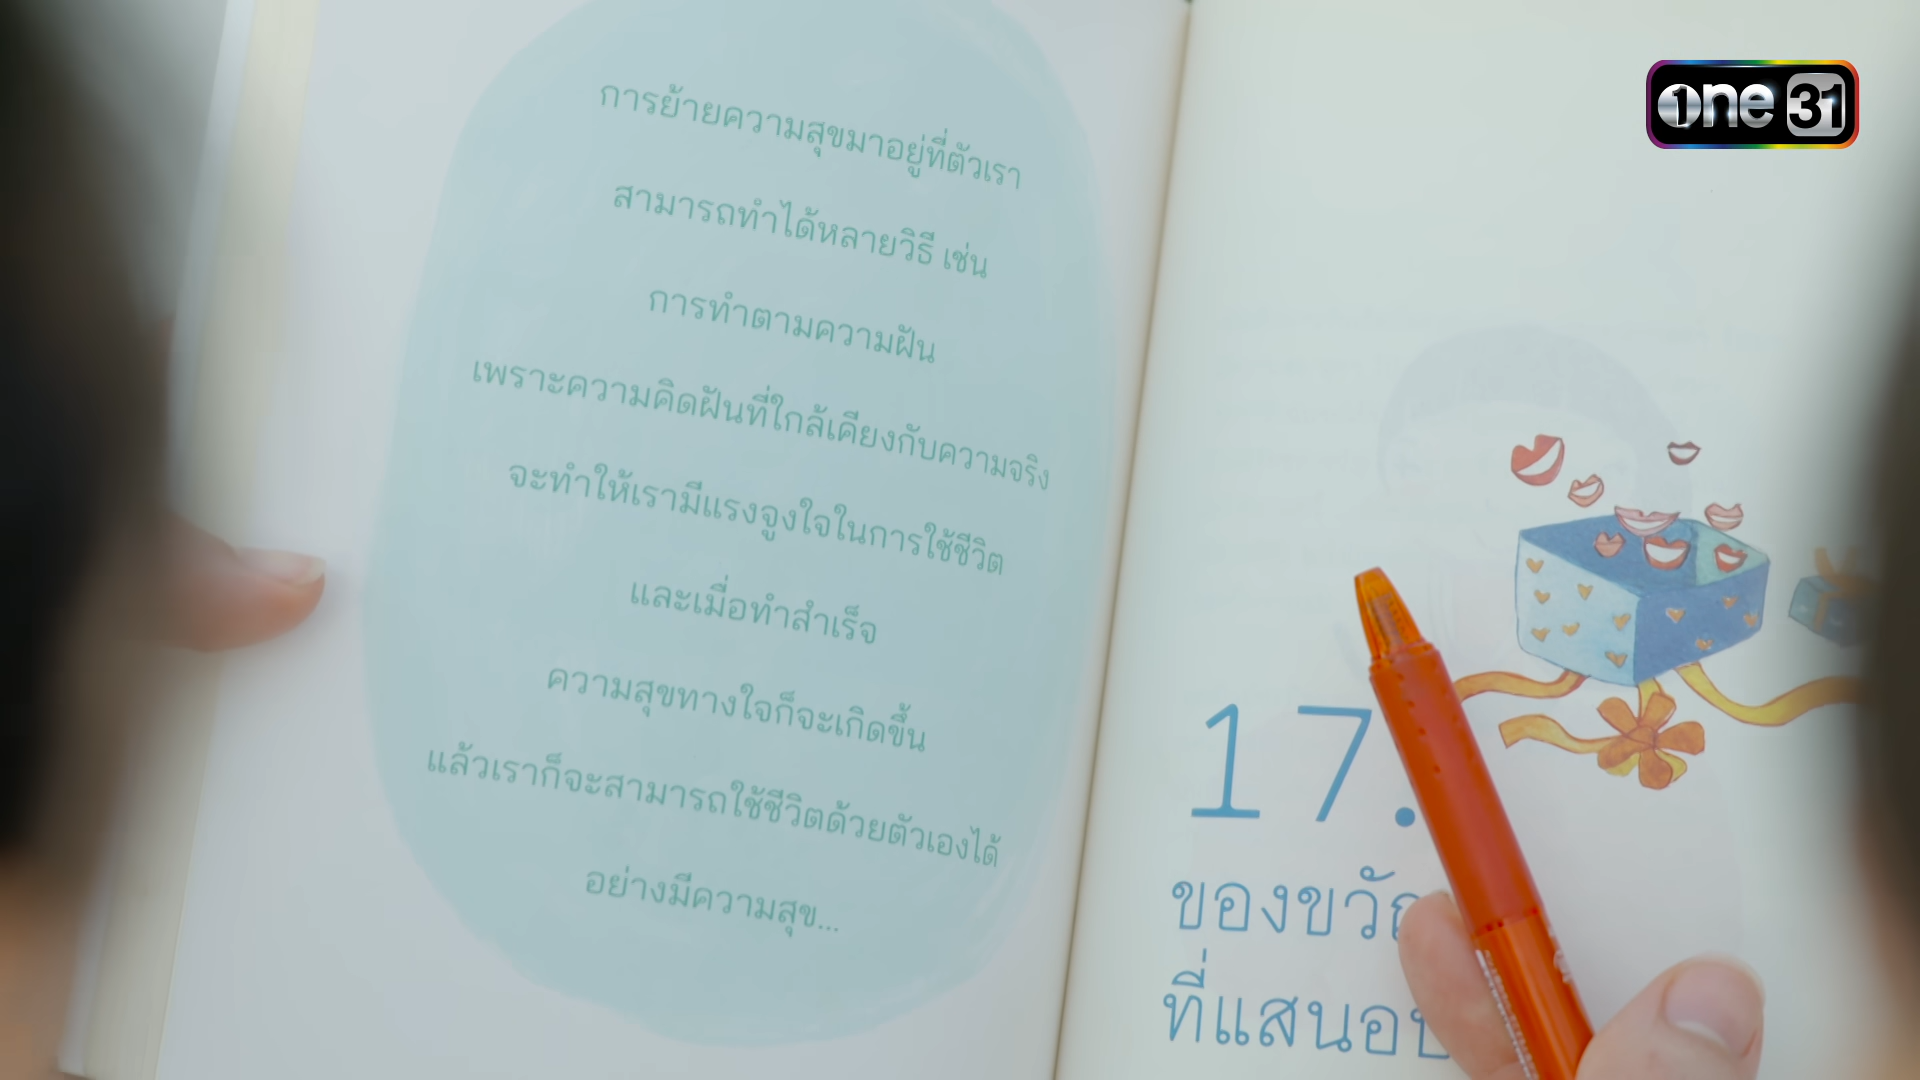 การย้ายความสุขมาอยู่ที่ตัวเรา
สามารถทำได้หลายวิธี เช่น
การทำตามความฝัน
เพราะความคิดฝันที่ใกล้เคียงกับความจริง
จะทำให้เรามีแรงจูงใจในการใช้ชีวิต
และเมื่อทำสำเร็จ
ความสุขทางใจก็จะเกิดขึ้น
แล้วเราก็จะสามารถใช้ชีวิตด้วยตัวเองได้
อย่างมีความสุข...
one 31
17.
ที่แสนอบ